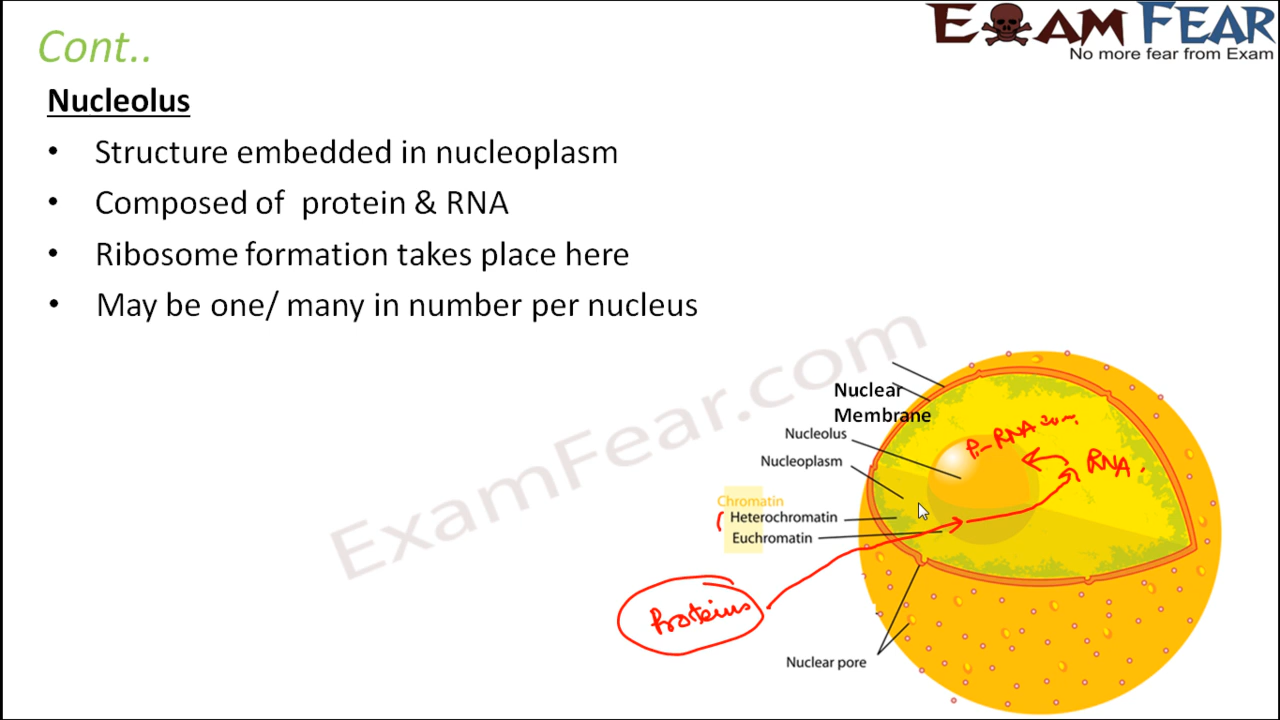 Cont..
EXAM FEAR
No more fear from Exam
Nucleolus
• Structure embedded in nucleoplasm
• Composed of protein & RNA
• Ribosome formation takes place here
• May be one/ many in number per nucleus
ExamFear.com
Nuclear
Membrane
Nucleolus
Nucleoplasm
Chromatin
Heterochromatin
Euchromatin
Nuclear pore
RNA
RNA.
Proteins